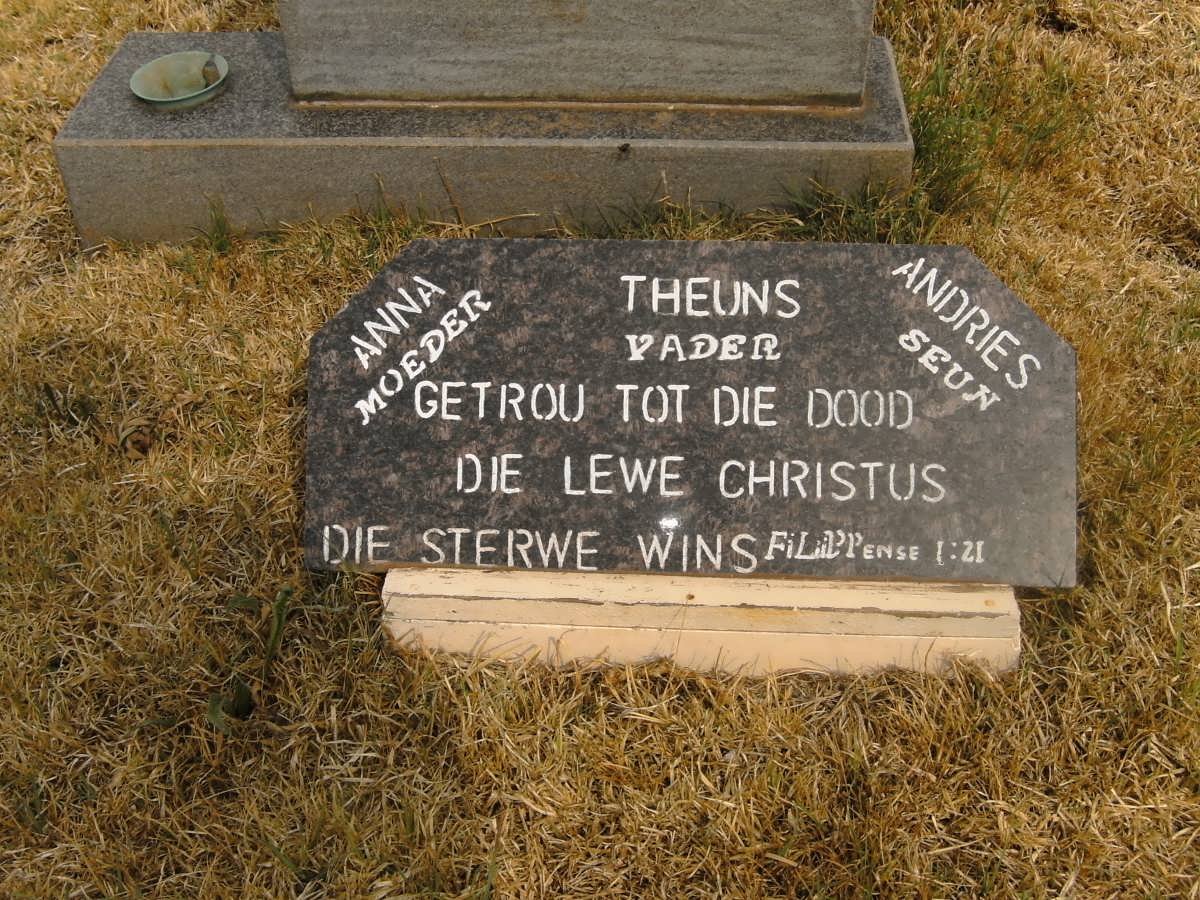 ANNA
MOEDER
THEUNS
VADER
ANDRIES
SEUN
GETROU TOT DIE DOOD
DIE LEWE CHRISTUS
DIE STERWE WINS FiLiPPENSE 1:21